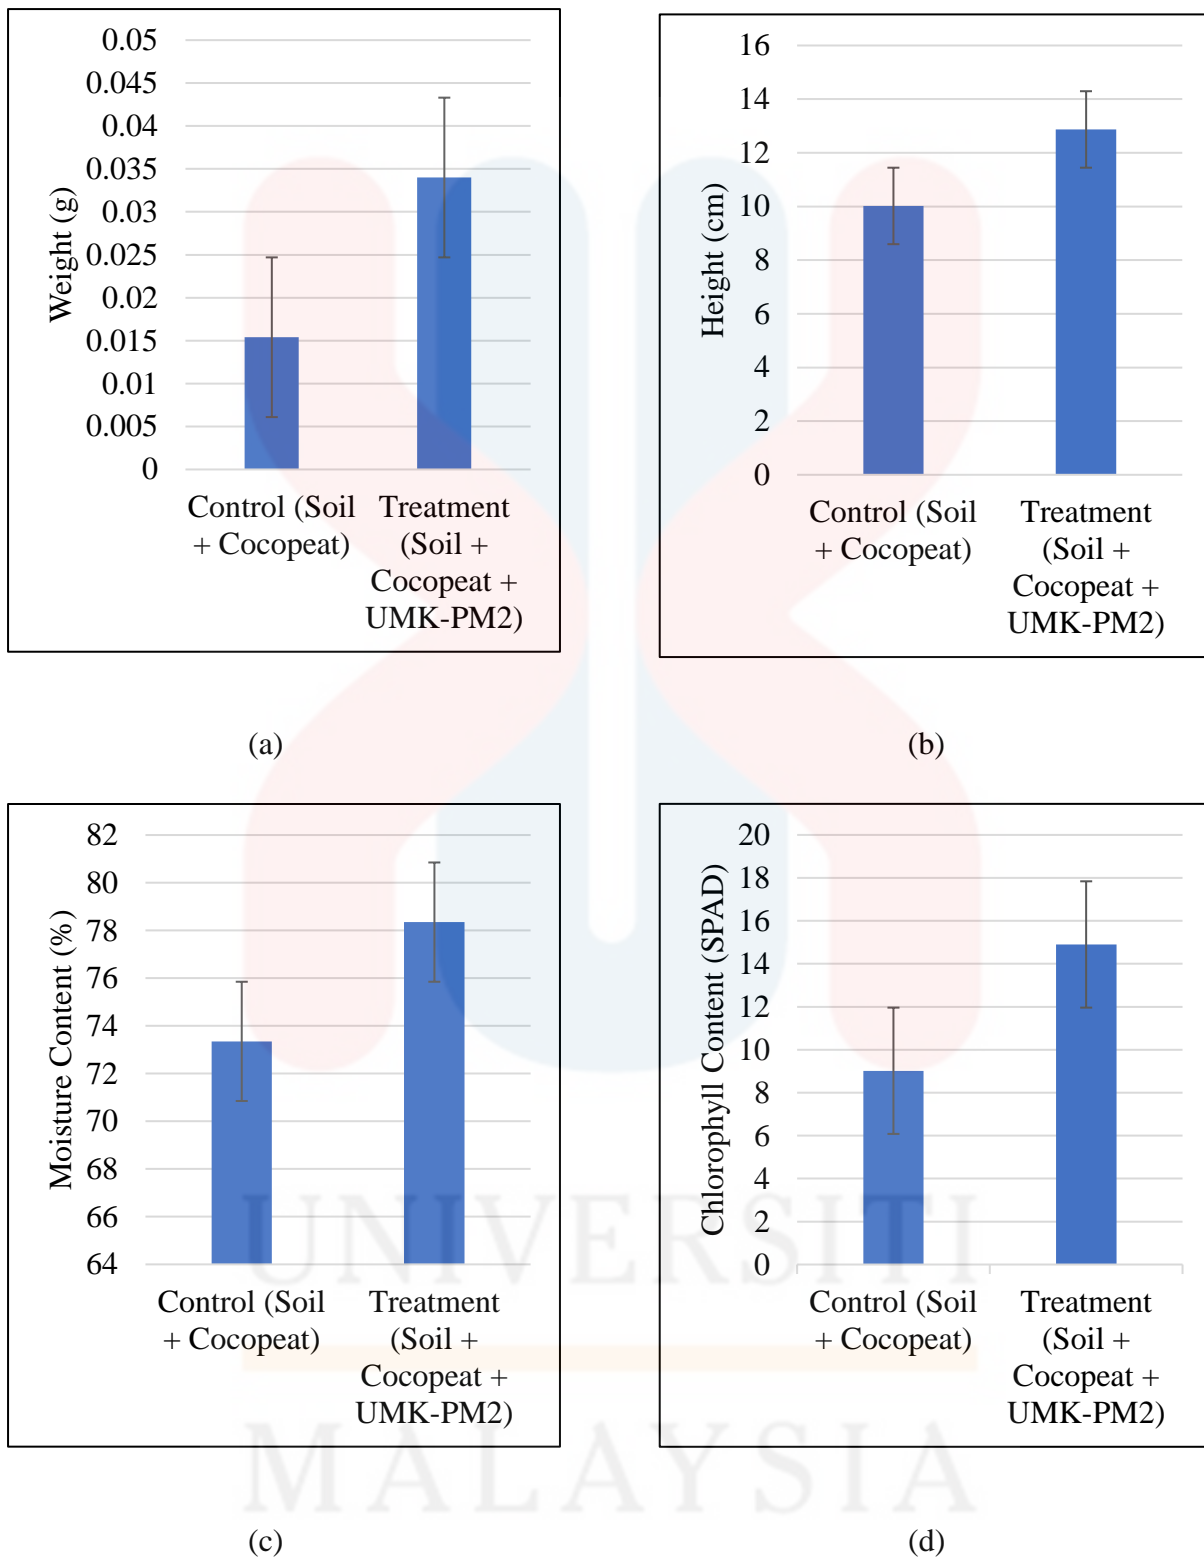 0.05
0.045
0.04
0.035
0.03
0.025
0.02
0.015
0.01
0.005
0
Weight (g)
Control (Soil
+ Cocopeat)
Treatment
(Soil +
Cocopeat +
UMK-PM2)
(a)
16
14
12
10
8
6
4
2
0
Height (cm)
Control (Soil
+ Cocopeat)
Treatment
(Soil +
Cocopeat +
UMK-PM2)
(b)
82
80
78
76
74
72
70
68
66
64
Moisture Content (%)
Control (Soil
+ Cocopeat)
Treatment
(Soil +
Cocopeat +
UMK-PM2)
(c)
20
18
16
14
12
10
8
6
4
2
0
Chlorophyll Content (SPAD)
Control (Soil
+ Cocopeat)
Treatment
(Soil +
Cocopeat +
UMK-PM2)
(d)
UNIVERSITI
MALAYSIA